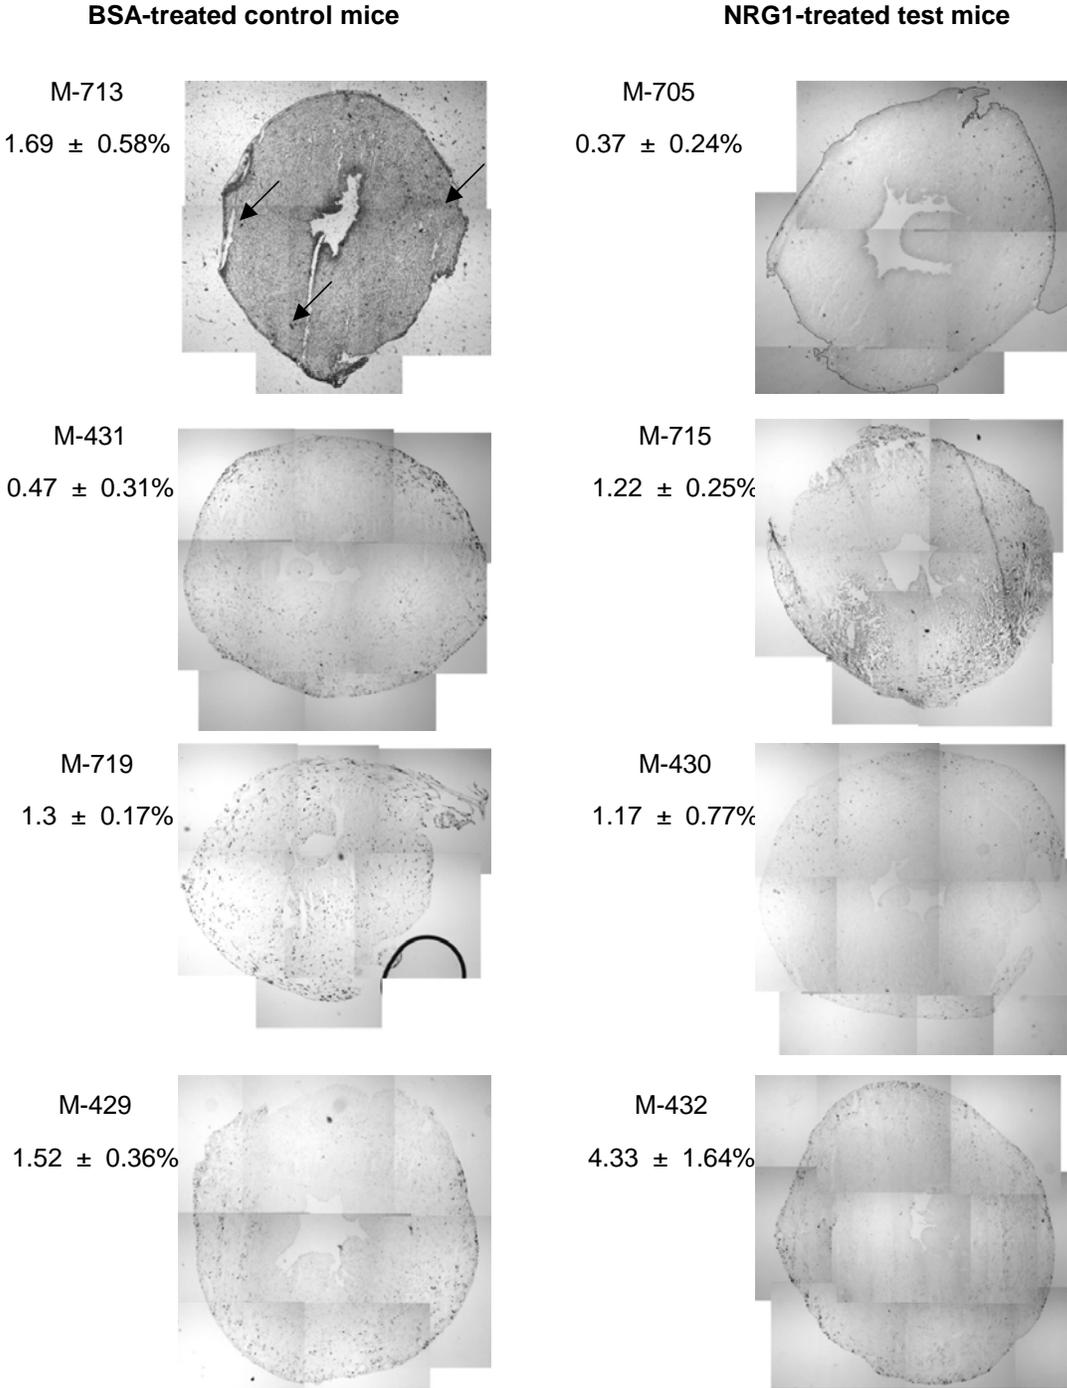 BSA-treated control mice
NRG1-treated test mice
M-713
1.69 ± 0.58%
M-705
0.37 ± 0.24%
M-431
0.47 ± 0.31%
M-715
1.22 ± 0.25%
M-719
1.3 ± 0.17%
M-430
1.17 ± 0.77%
M-429
1.52 ± 0.36%
M-432
4.33 ± 1.64%